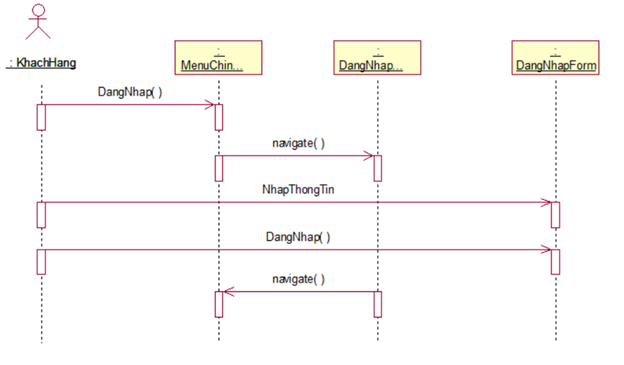 : KhachHang
:
MenuChin...
:
DangNhap...
:
DangNhapForm
DangNhap( )
navigate( )
NhapThongTin
DangNhap( )
navigate( )